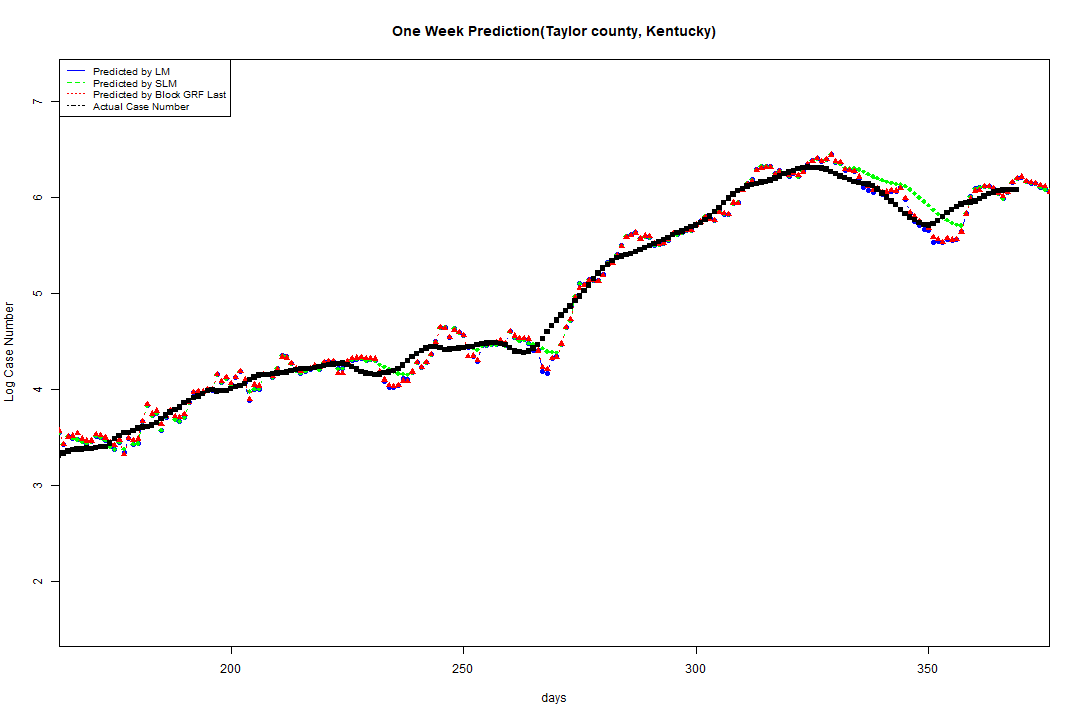 One Week Prediction(Taylor county, Kentucky)
Predicted by LM
Predicted by SLM
Predicted by Block GRF Last
Actual Case Number
7
6
5
4
3
2
Log Case Number
200 250 300 350
days